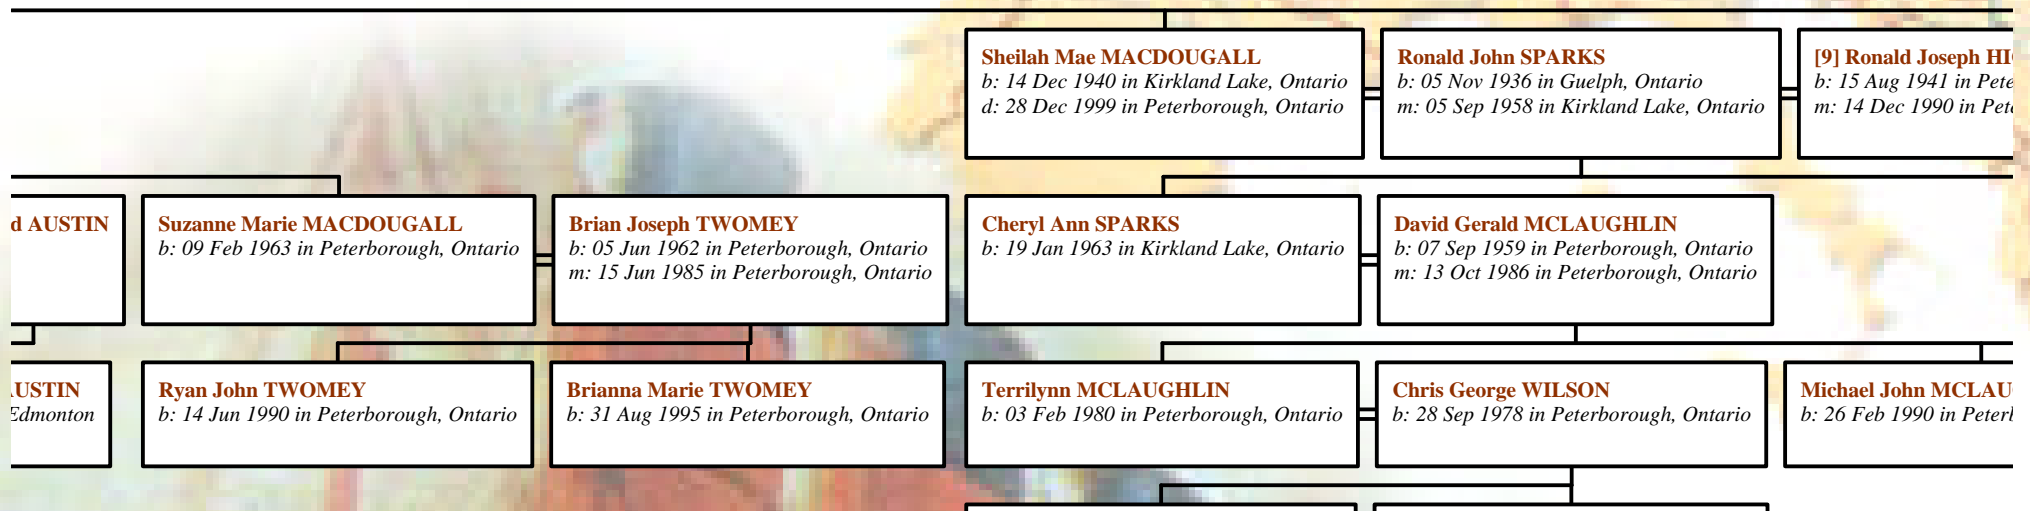 Sheilah Mae MACDOUGALL
b: 14 Dec 1940 in Kirkland Lake, Ontario
d: 28 Dec 1999 in Peterborough, Ontario
Ronald John SPARKS
b: 05 Nov 1936 in Guelph, Ontario
m: 05 Sep 1958 in Kirkland Lake, Ontario
[9] Ronald Joseph
b: 15 Aug 1941 in
m: 14 Dec 1990 in
AUSTIN
Suzanne Marie MACDOUGALL
b: 09 Feb 1963 in Peterborough, Ontario
Brian Joseph TWOMEY
b: 05 Jun 1962 in Peterborough, Ontario
m: 15 Jun 1985 in Peterborough, Ontario
Cheryl Ann SPARKS
b: 19 Jan 1963 in Kirkland Lake, Ontario
David Gerald MCLAUGHLIN
b: 07 Sep 1959 in Peterborough, Ontario
m: 13 Oct 1986 in Peterborough, Ontario
Edmonton
Ryan John TWOMEY
b: 14 Jun 1990 in Peterborough, Ontario
Brianna Marie TWOMEY
b: 31 Aug 1995 in Peterborough, Ontario
Terrilynn MCLAUGHLIN
b: 03 Feb 1980 in Peterborough, Ontario
Chris George WILSON
b: 28 Sep 1978 in Peterborough, Ontario
Michael John
b: 26 Feb 1990 in